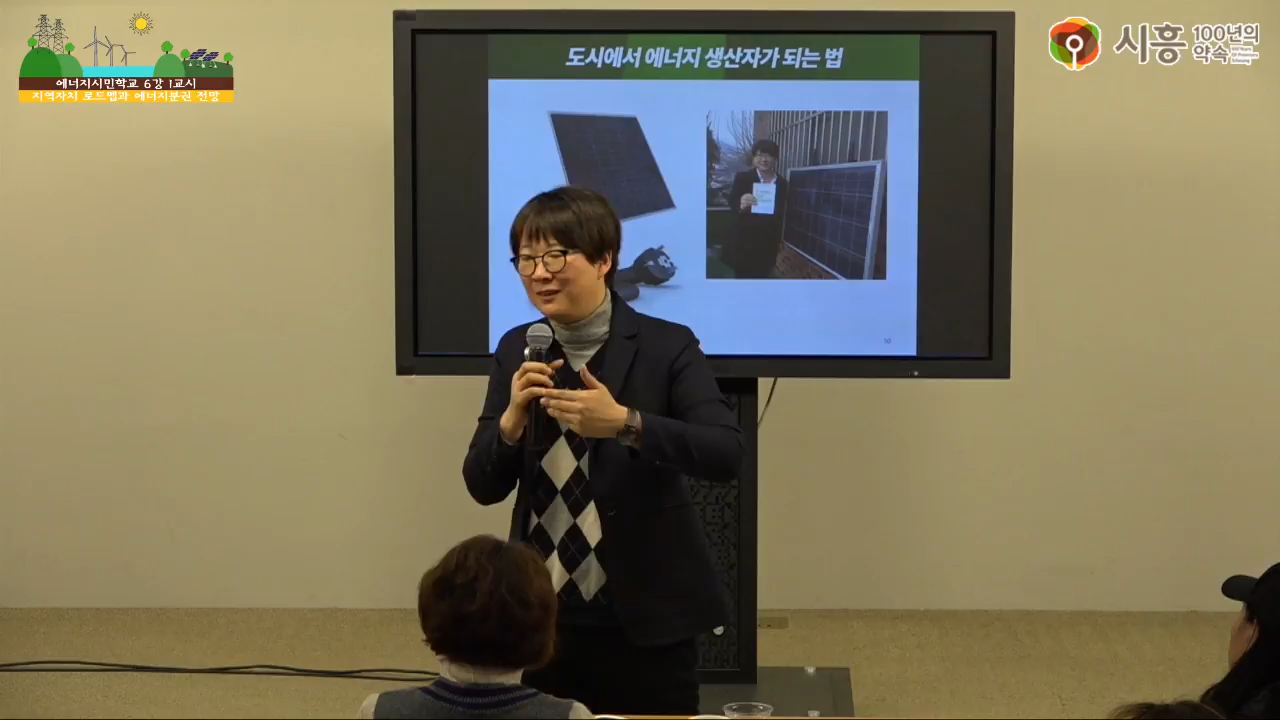 에너지시민학교 6강 1교시
지역자치 로드맵과 에너지분권 전망
도시에서 에너지 생산자가 되는 법
시흥 100년의 약속